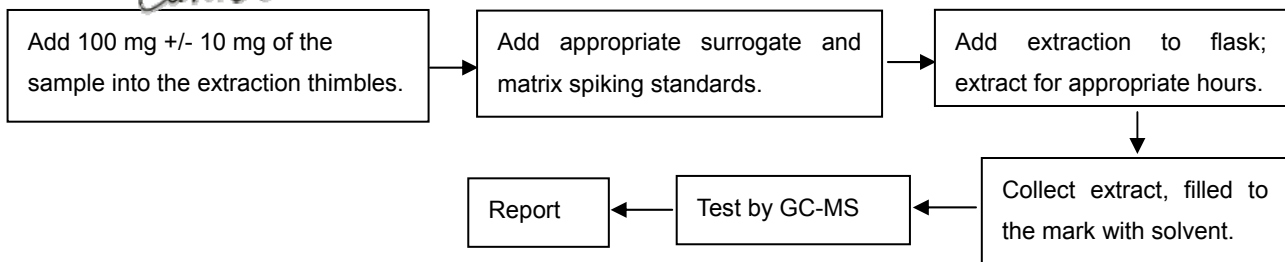 Add 100 mg +/- 10 mg of the
sample into the extraction thimbles.
Add appropriate surrogate and
matrix spiking standards.
Add extraction to flask;
extract for appropriate hours.
Collect extract, filled to
the mark with solvent.
Test by GC-MS
Report